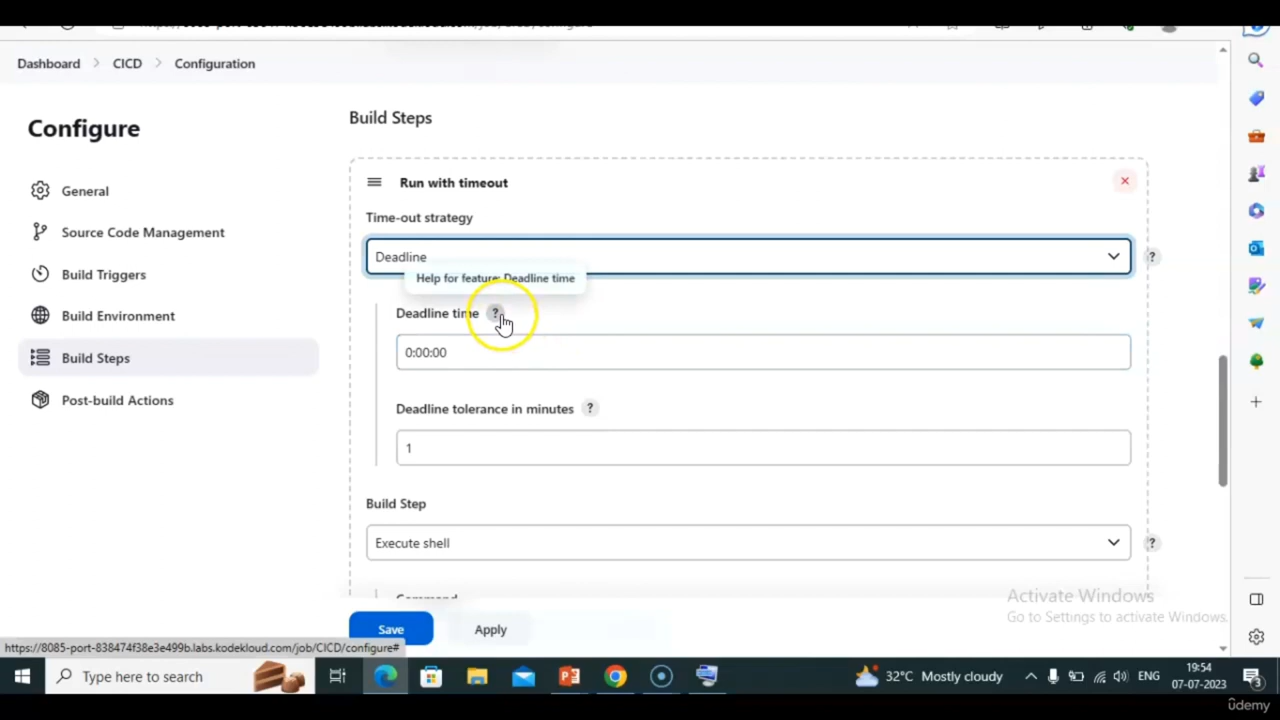 Dashboard > CICD > Configuration
Configure
General
Source Code Management
Build Triggers
Build Environment
Build Steps
Post-build Actions
Build Steps
Run with timeout
Time-out strategy
Deadline
?
Help for feature: Deadline time
Deadline time ?
0:00:00
Deadline tolerance in minutes ?
1
Build Step
Execute shell
?
Command
Save
Apply
Activate Windows
Go to Settings to activate Windows.
https://8085-port-838474f38e3e499b.labs.kodekloud.com/job/CICD/configure#
Type here to search
32°C Mostly cloudy
ENG
19:54
07-07-2023
3
ûdemy